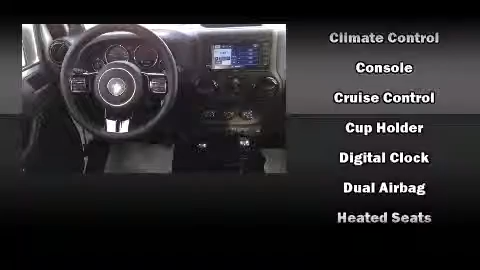 Climate Control
Console
Cruise Control
Cup Holder
Digital Clock
Dual Airbag
Heated Seats